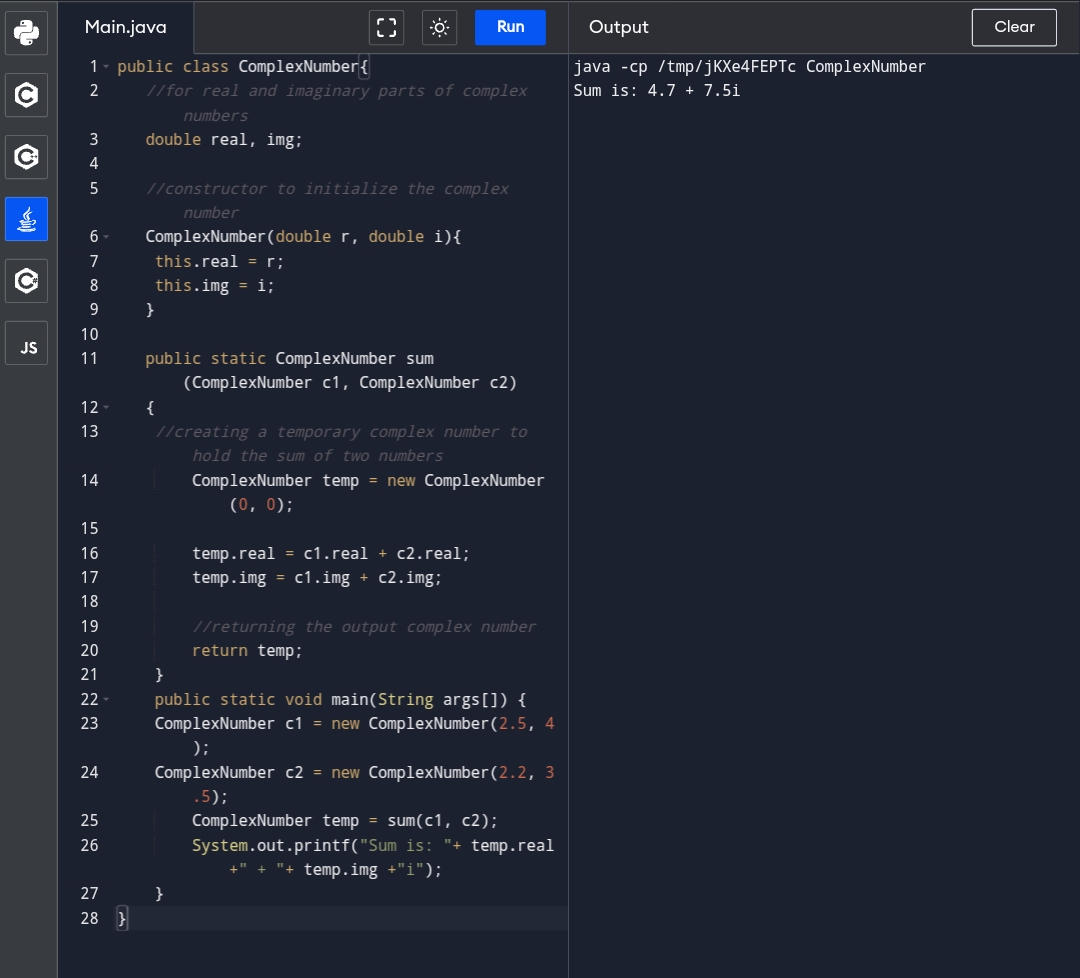 Main.java
Run
Output
Clear
JS
1 public class ComplexNumber{
2 //for real and imaginary parts of complex
numbers
3 double real, img;
4
5 //constructor to initialize the complex
number
6 ComplexNumber(double r, double i){
7 this.real = r;
8 this.img = i;
9 }
10
11 public static ComplexNumber sum
(ComplexNumber c1, ComplexNumber c2)
12 {
13 //creating a temporary complex number to
hold the sum of two numbers
14 ComplexNumber temp = new ComplexNumber
(0, 0);
15
16 temp.real = c1.real + c2.real;
17 temp.img = c1.img + c2.img;
18
19 //returning the output complex number
20 return temp;
21 }
22 public static void main(String args[]) {
23 ComplexNumber c1 = new ComplexNumber(2.5, 4
);
24 ComplexNumber c2 = new ComplexNumber(2.2, 3
.5);
25 ComplexNumber temp = sum(c1, c2);
26 System.out.printf("Sum is: "+ temp.real
+" + "+ temp.img +"i");
27 }
28 }
java -cp /tmp/jKXe4FEPTc ComplexNumber
Sum is: 4.7 + 7.5i